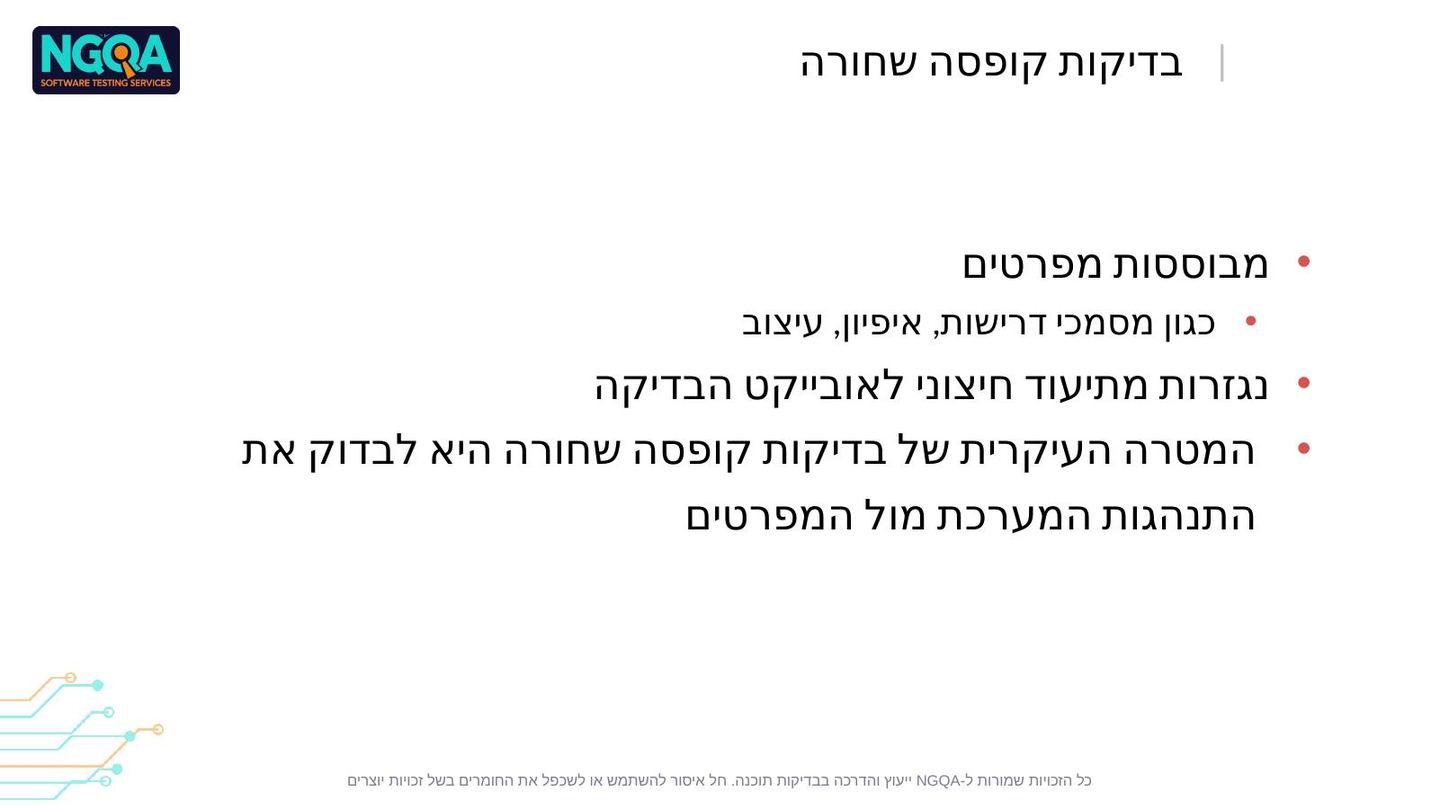 NGQA
SOFTWARE TESTING SERVICES
בדיקות קופסה שחורה
מבוססות מפרטים
כגון מסמכי דרישות, איפיון, עיצוב
נגזרות מתיעוד חיצוני לאובייקט הבדיקה
המטרה העיקרית של בדיקות קופסה שחורה היא לבדוק את
התנהגות המערכת מול המפרטים
כל הזכויות שמורות ל-NGQA ייעוץ והדרכה בבדיקות תוכנה. חל איסור להשתמש או לשכפל את החומרים בשל זכויות יוצרים